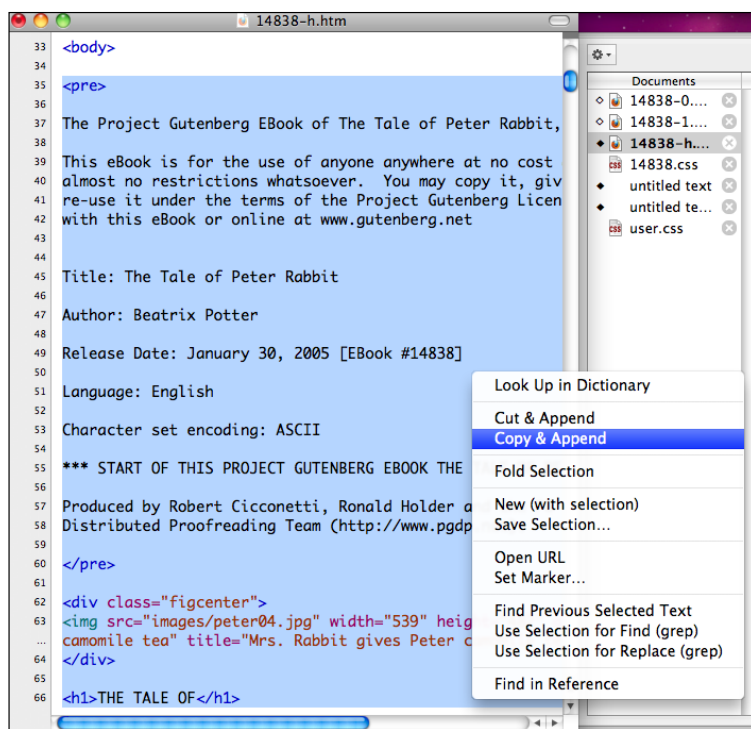 14838-h.htm
33 <body>
34
35 <pre>
36
37 The Project Gutenberg EBook of The Tale of Peter Rabbit,
38
39 This eBook is for the use of anyone anywhere at no cost
40 almost no restrictions whatsoever. You may copy it, giv
41 re-use it under the terms of the Project Gutenberg Licen
42 with this eBook or online at www.gutenberg.net
43
44
45 Title: The Tale of Peter Rabbit
46
47 Author: Beatrix Potter
48
49 Release Date: January 30, 2005 [EBook #14838]
50
51 Language: English
52
53 Character set encoding: ASCII
54
55 *** START OF THIS PROJECT GUTENBERG EBOOK THE
56
57 Produced by Robert Cicconetti, Ronald Holder a
58 Distributed Proofreading Team (http://www.pgdp
59
60 </pre>
61
62 <div class="figcenter">
63 <img src="images/peter04.jpg" width="539" heig
... camomile tea" title="Mrs. Rabbit gives Peter c
64 </div>
65
66 <h1>THE TALE OF</h1>
Documents
14838-0....
14838-1....
14838-h....
14838.css
untitled text
untitled te...
user.css
Look Up in Dictionary
Cut & Append
Copy & Append
Fold Selection
New (with selection)
Save Selection...
Open URL
Set Marker...
Find Previous Selected Text
Use Selection for Find (grep)
Use Selection for Replace (grep)
Find in Reference